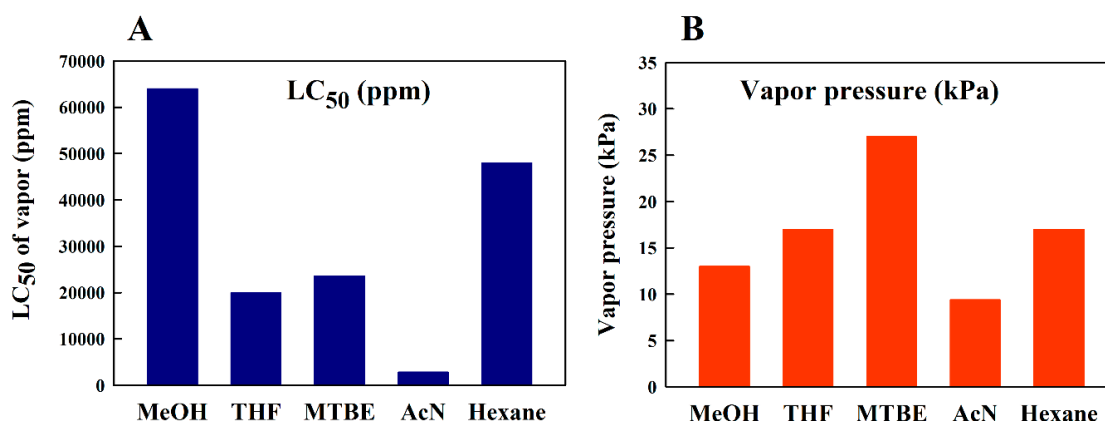 A
LC50 (ppm)
LC50 of vapor (ppm)
70000
60000
50000
40000
30000
20000
10000
0
MeOH THF MTBE AcN Hexane
B
Vapor pressure (kPa)
Vapor pressure (kPa)
35
30
25
20
15
10
5
0
MeOH THF MTBE AcN Hexane